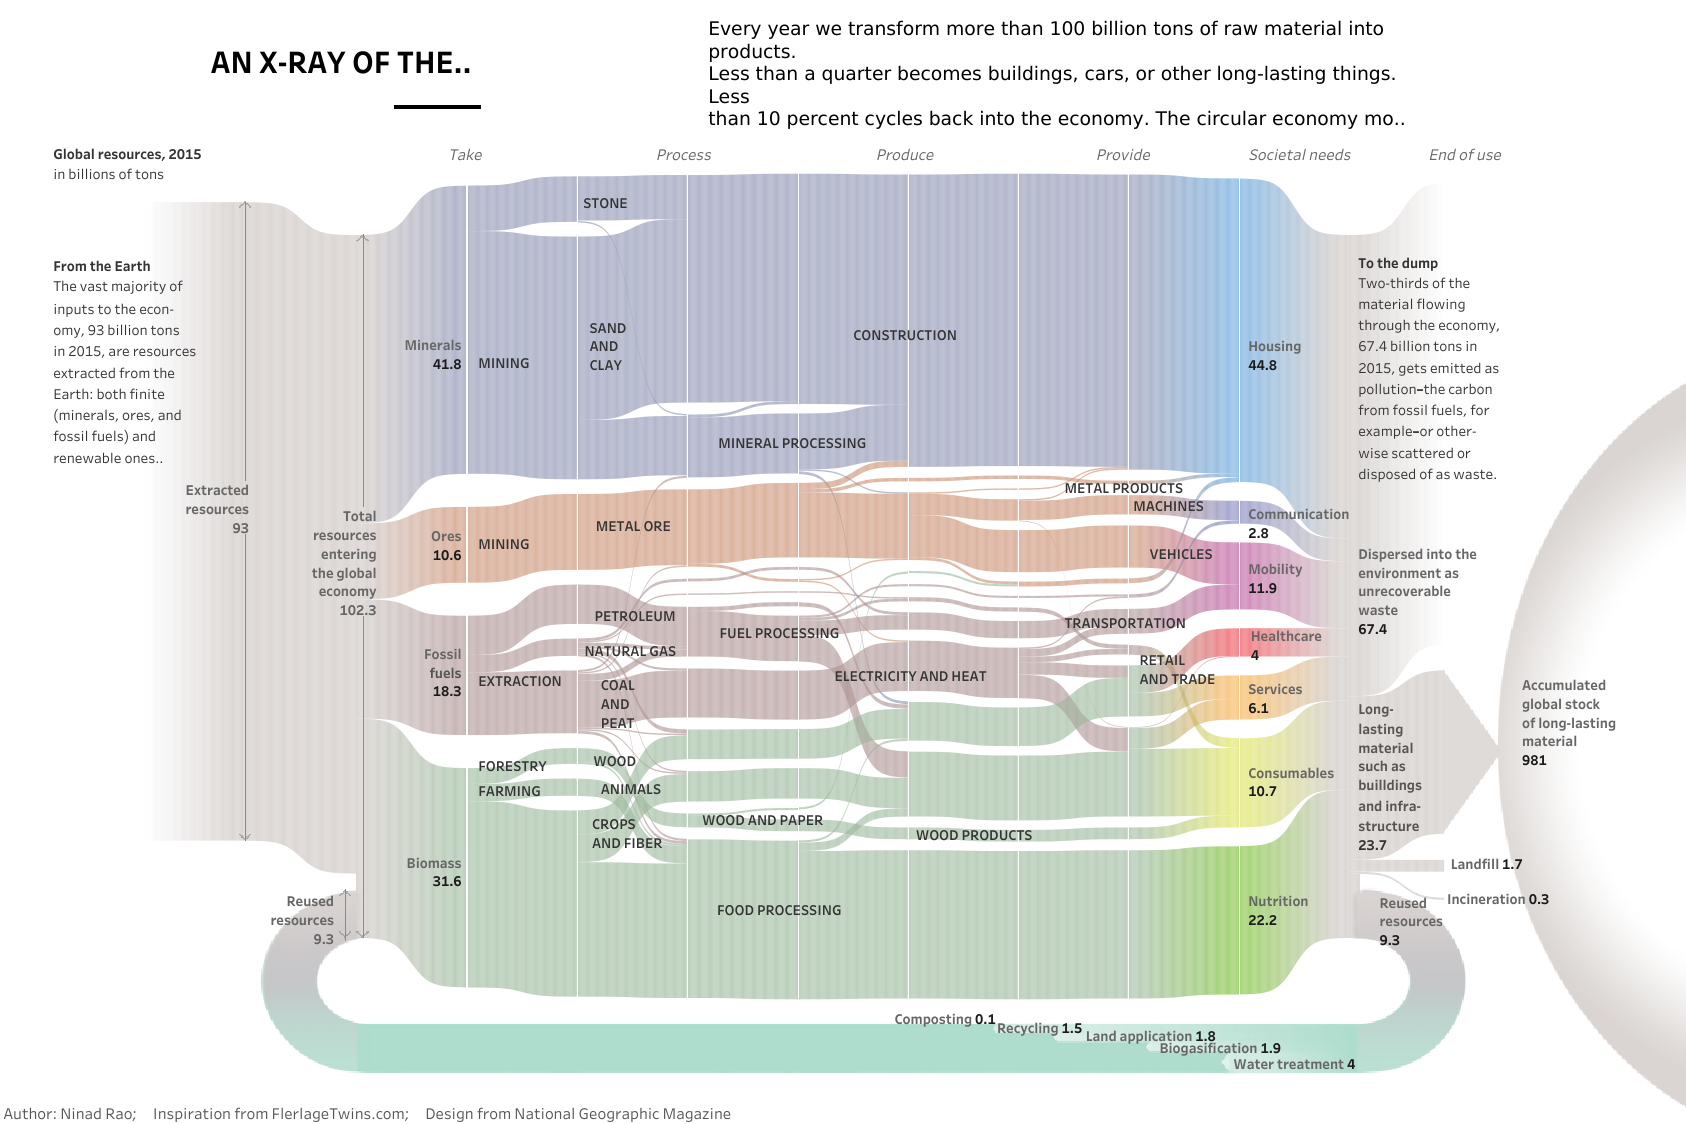 AN X-RAY OF THE..
Every year we transform more than 100 billion tons of raw material into
products.
Less than a quarter becomes buildings, cars, or other long-lasting things.
Less
than 10 percent cycles back into the economy. The circular economy mo..
Global resources, 2015
in billions of tons
Take
Process
Produce
Provide
Societal needs
End of use
From the Earth
The vast majority of
inputs to the econ-
omy, 93 billion tons
in 2015, are resources
extracted from the
Earth: both finite
(minerals, ores, and
fossil fuels) and
renewable ones..
Extracted
resources
93
Total
resources
entering
the global
economy
102.3
Reused
resources
9.3
Minerals
41.8
Ores
10.6
Fossil
fuels
18.3
Biomass
31.6
MINING
MINING
EXTRACTION
FORESTRY
FARMING
STONE
SAND
AND
CLAY
METAL ORE
PETROLEUM
NATURAL GAS
COAL
AND
PEAT
WOOD
ANIMALS
CROPS
AND FIBER
CONSTRUCTION
MINERAL PROCESSING
FUEL PROCESSING
ELECTRICITY AND HEAT
WOOD AND PAPER
WOOD PRODUCTS
FOOD PROCESSING
METAL PRODUCTS
MACHINES
VEHICLES
TRANSPORTATION
RETAIL
AND TRADE
Housing
44.8
Communication
2.8
Mobility
11.9
Healthcare
4
Services
6.1
Consumables
10.7
Nutrition
22.2
To the dump
Two-thirds of the
material flowing
through the economy,
67.4 billion tons in
2015, gets emitted as
pollution–the carbon
from fossil fuels, for
example–or other-
wise scattered or
disposed of as waste.
Dispersed into the
environment as
unrecoverable
waste
67.4
Long-
lasting
material
such as
builldings
and infra-
structure
23.7
Landfill 1.7
Incineration 0.3
Reused
resources
9.3
Accumulated
global stock
of long-lasting
material
981
Composting 0.1
Recycling 1.5
Land application 1.8
Biogasification 1.9
Water treatment 4
Author: Ninad Rao; Inspiration from FlerlageTwins.com; Design from National Geographic Magazine